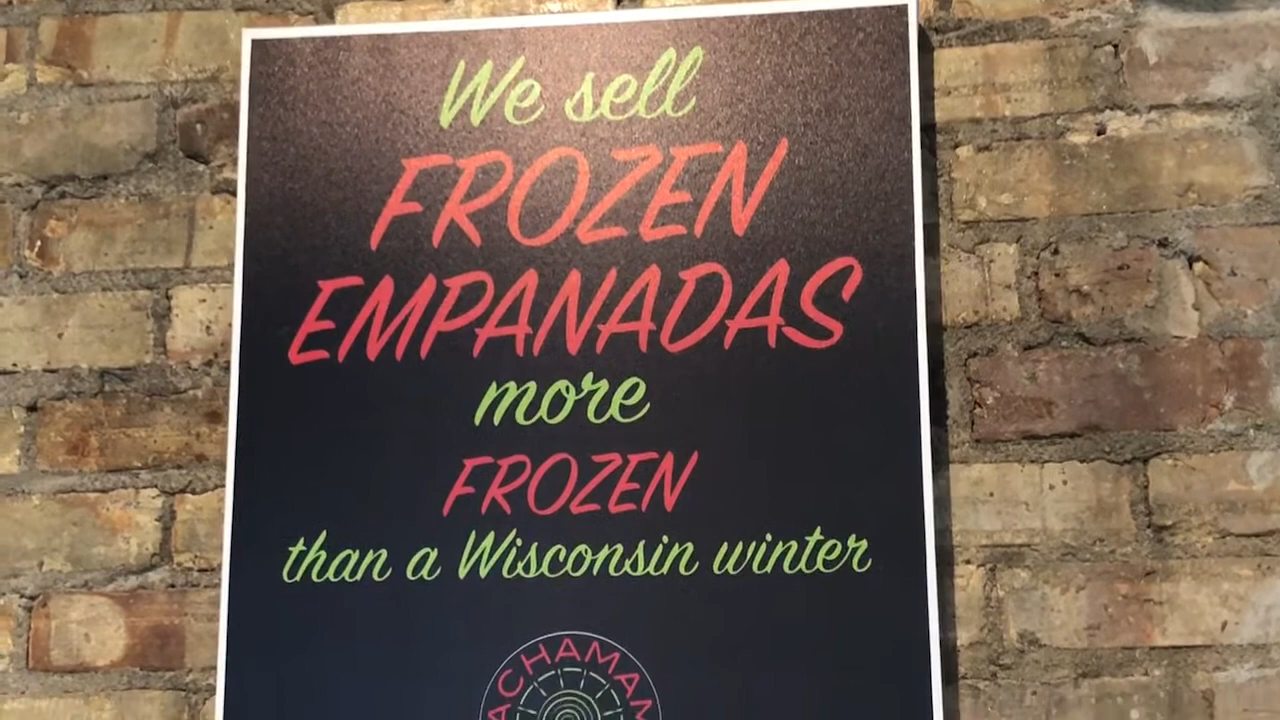 We sell
FROZEN
EMPANADAS
more
FROZEN
than a Wisconsin winter